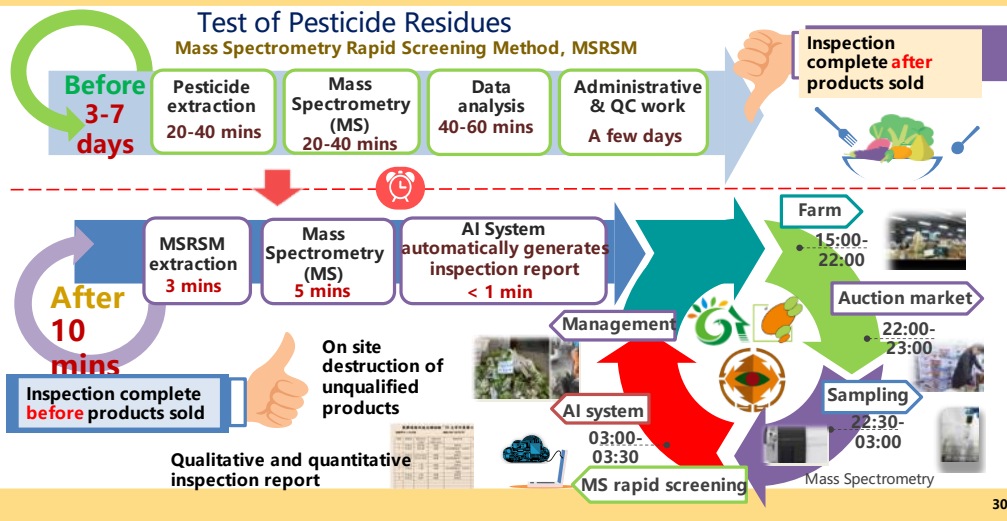 Test of Pesticide Residues
Mass Spectrometry Rapid Screening Method, MSRSM
Before
3-7
days
Pesticide
extraction
20-40 mins
Mass
Spectrometry
(MS)
20-40 mins
Data
analysis
40-60 mins
Administrative
& QC work
A few days
Inspection
complete after
products sold
After
10
mins
MSRSM
extraction
3 mins
Mass
Spectrometry
(MS)
5 mins
AI System
automatically generates
inspection report
< 1 min
Inspection complete
before products sold
On site
destruction of
unqualified
products
Qualitative and quantitative
inspection report
Farm
15:00-
22:00
Auction market
22:00-
23:00
Sampling
22:30-
03:00
Mass Spectrometry
MS rapid screening
03:00-
03:30
AI system
Management
30